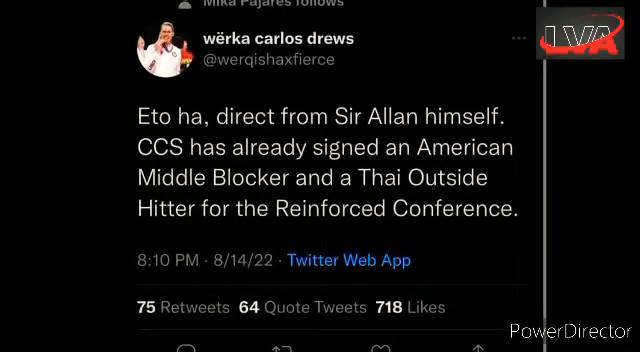 Mika Pajares follows
LVA
wërka carlos drews
@werqishaxfierce
Eto ha, direct from Sir Allan himself.
CCS has already signed an American
Middle Blocker and a Thai Outside
Hitter for the Reinforced Conference.
8:10 PM · 8/14/22 · Twitter Web App
75 Retweets 64 Quote Tweets 718 Likes
PowerDirector